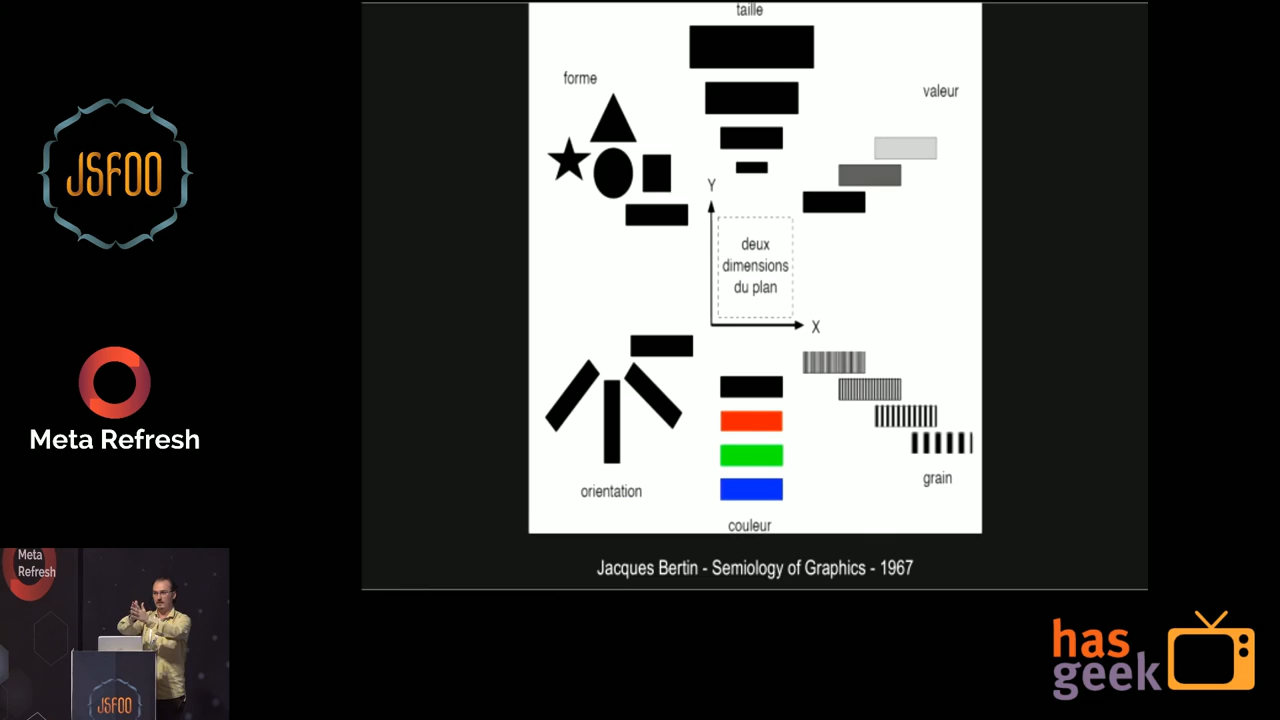 JSFOO
Meta Refresh
Meta
Refresh
JSFOO
taille
forme
valeur
Y
deux
dimensions
du plan
X
orientation
grain
couleur
Jacques Bertin - Semiology of Graphics - 1967
has
geek